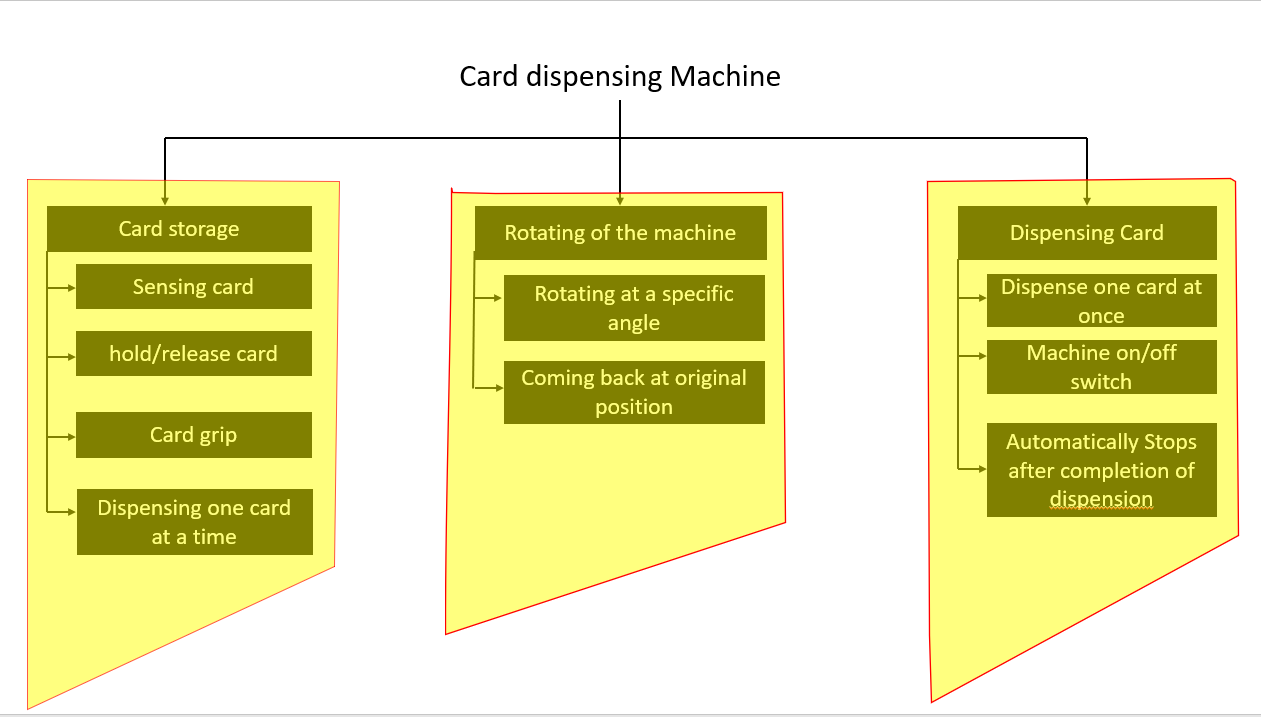 Card dispensing Machine
Card storage
Sensing card
hold/release card
Card grip
Dispensing one card
at a time
Rotating of the machine
Rotating at a specific
angle
Coming back at original
position
Dispensing Card
Dispense one card at
once
Machine on/off
switch
Automatically Stops
after completion of
dispension